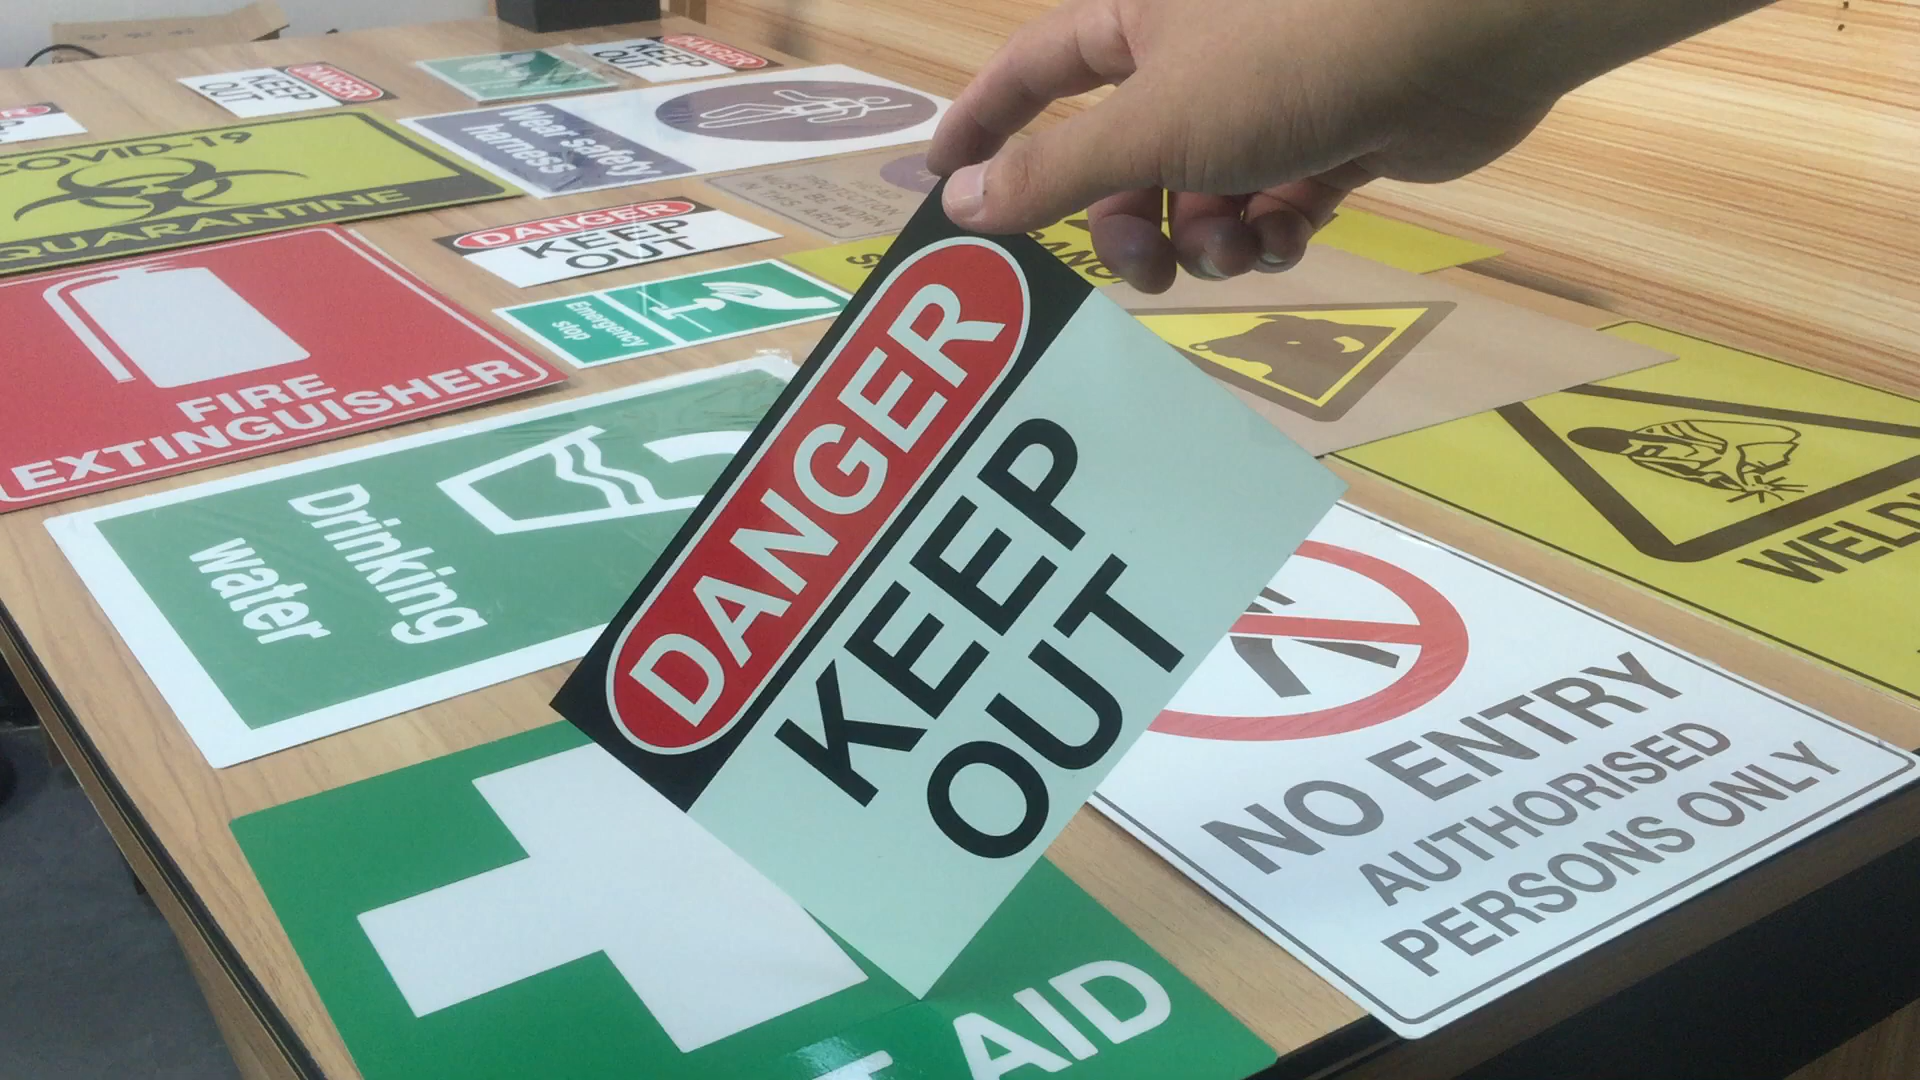 DANGER
KEEP
OUT
DANGER
KEEP
OUT
COVID-19
QUARANTINE
Wear safety
harness
HEAD
PROTECTION
MUST BE WORN
IN THIS AREA
DANGER
KEEP
OUT
FIRE
EXTINGUISHER
Emergency
stop
Drinking
water
DANGER
KEEP
OUT
NO ENTRY
AUTHORISED
PERSONS ONLY
AID